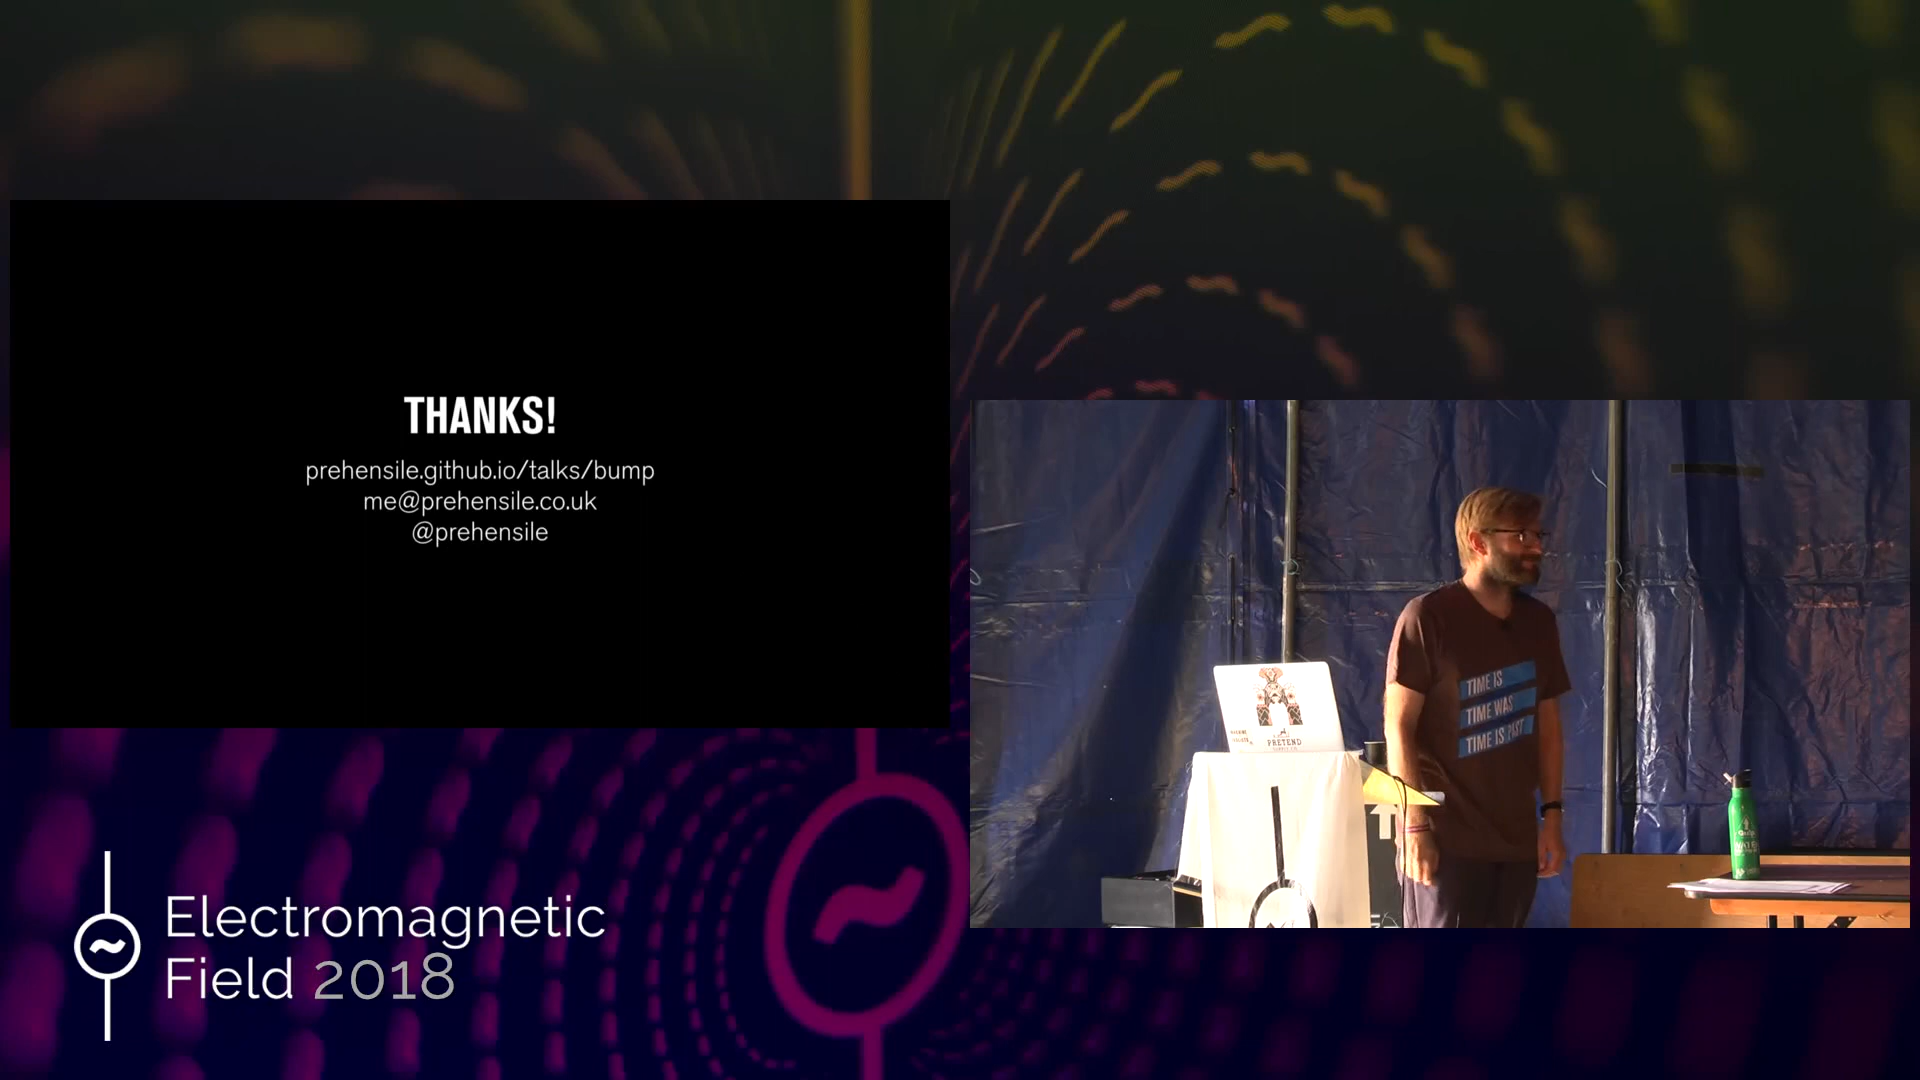 THANKS!
prehensile.github.io/talks/bump
me@prehensile.co.uk
@prehensile
TIME IS
TIME WAS
TIME IS PAST
PRETEND
Electromagnetic
Field 2018